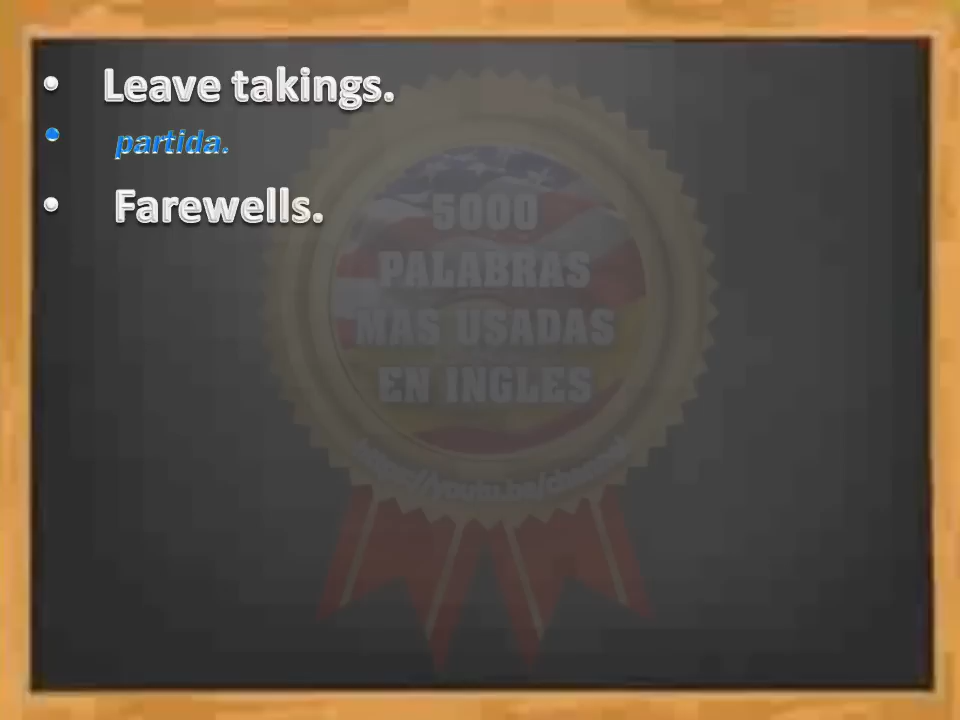 Leave takings.
partida.
Farewells.
5000
PALABRAS
MAS USADAS
EN INGLES